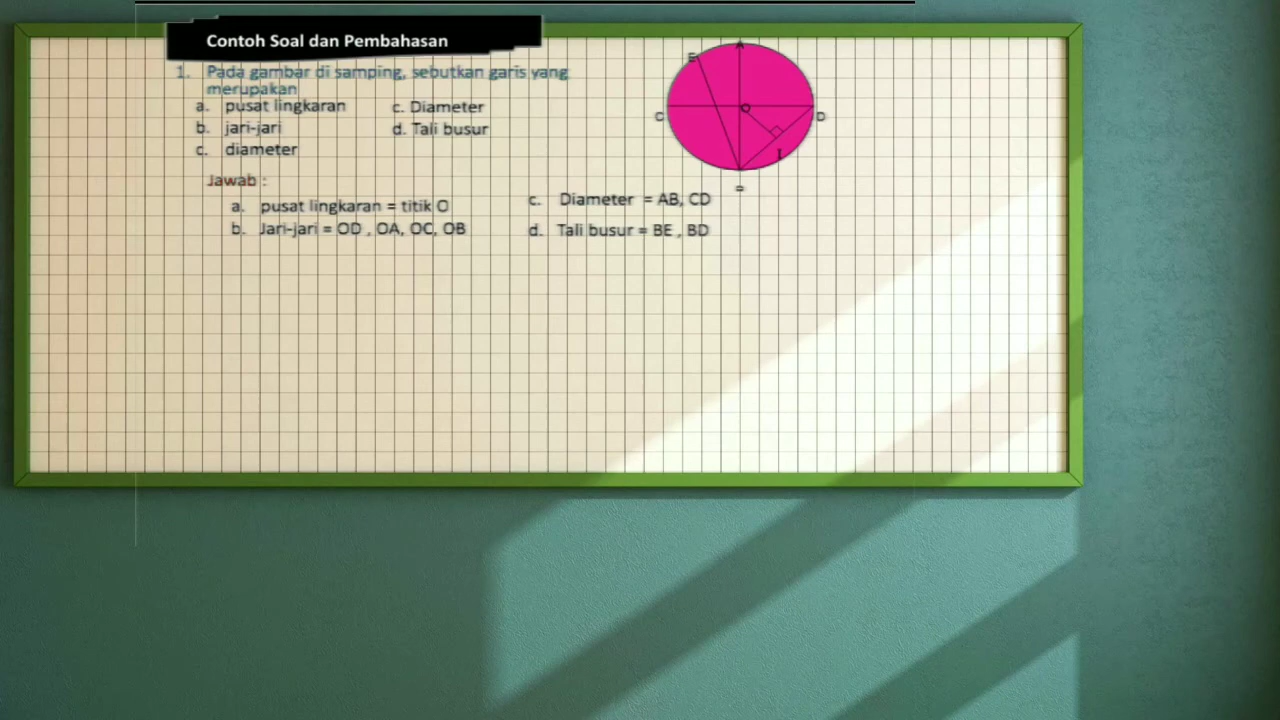 Contoh Soal dan Pembahasan
1. Pada gambar di samping, sebutkan garis yang
merupakan
a. pusat lingkaran c. Diameter
b. jari-jari d. Tali busur
c. diameter
Jawab :
a. pusat lingkaran = titik O
b. Jari-jari = OD , OA, OC, OB
c. Diameter = AB, CD
d. Tali busur = BE , BD
A
E
O
C
D